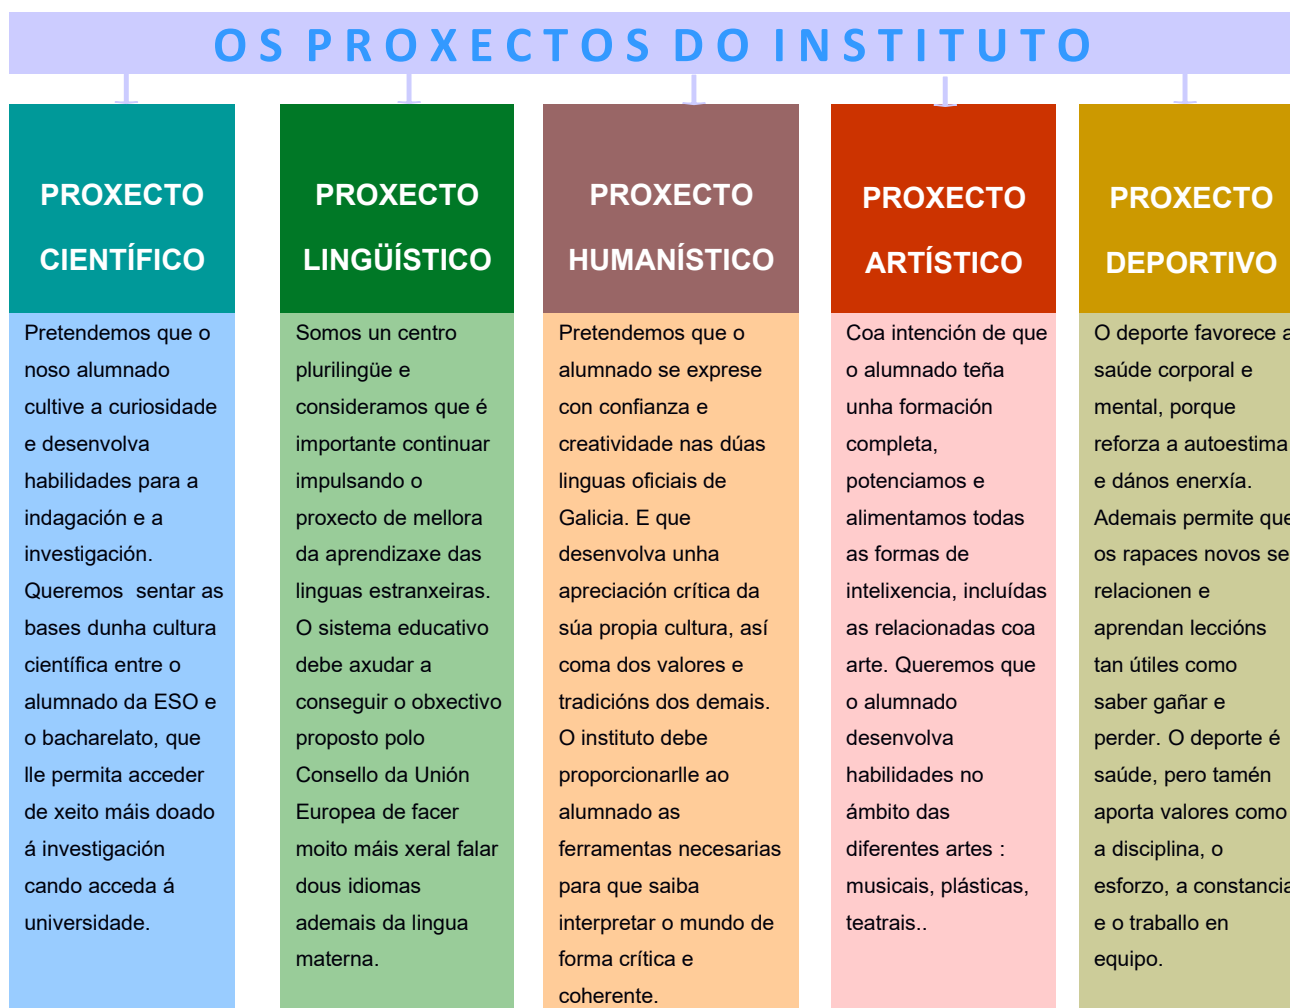 OS PROXECTOS DO INSTITUTO
PROXECTO
CIENTÍFICO
Pretendemos que o
noso alumnado
cultive a curiosidade
e desenvolva
habilidades para a
indagación e a
investigación.
Queremos sentar as
bases dunha cultura
científica entre o
alumnado da ESO e
o bacharelato, que
lle permita acceder
de xeito máis doado
á investigación
cando acceda á
universidade.
PROXECTO
LINGÜÍSTICO
Somos un centro
plurilingüe e
consideramos que é
importante continuar
impulsando o
proxecto de mellora
da aprendizaxe das
linguas estranxeiras.
O sistema educativo
debe axudar a
conseguir o obxectivo
proposto polo
Consello da Unión
Europea de facer
moito máis xeral falar
dous idiomas
ademais da lingua
materna.
PROXECTO
HUMANÍSTICO
Pretendemos que o
alumnado se exprese
con confianza e
creatividade nas dúas
linguas oficiais de
Galicia. E que
desenvolva unha
apreciación crítica da
súa propia cultura, así
coma dos valores e
tradicións dos demais.
O instituto debe
proporcionarlle ao
alumnado as
ferramentas necesarias
para que saiba
interpretar o mundo de
forma crítica e
coherente.
PROXECTO
ARTÍSTICO
Coa intención de que
o alumnado teña
unha formación
completa,
potenciamos e
alimentamos todas
as formas de
intelixencia, incluídas
as relacionadas coa
arte. Queremos que
o alumnado
desenvolva
habilidades no
ámbito das
diferentes artes :
musicais, plásticas,
teatrais..
PROXECTO
DEPORTIVO
O deporte favorece a
saúde corporal e
mental, porque
reforza a autoestima
e dános enerxía.
Ademais permite que
os rapaces novos se
relacionen e
aprendan leccións
tan útiles como
saber gañar e
perder. O deporte é
saúde, pero tamén
aporta valores como
a disciplina, o
esforzo, a constancia
e o traballo en
equipo.